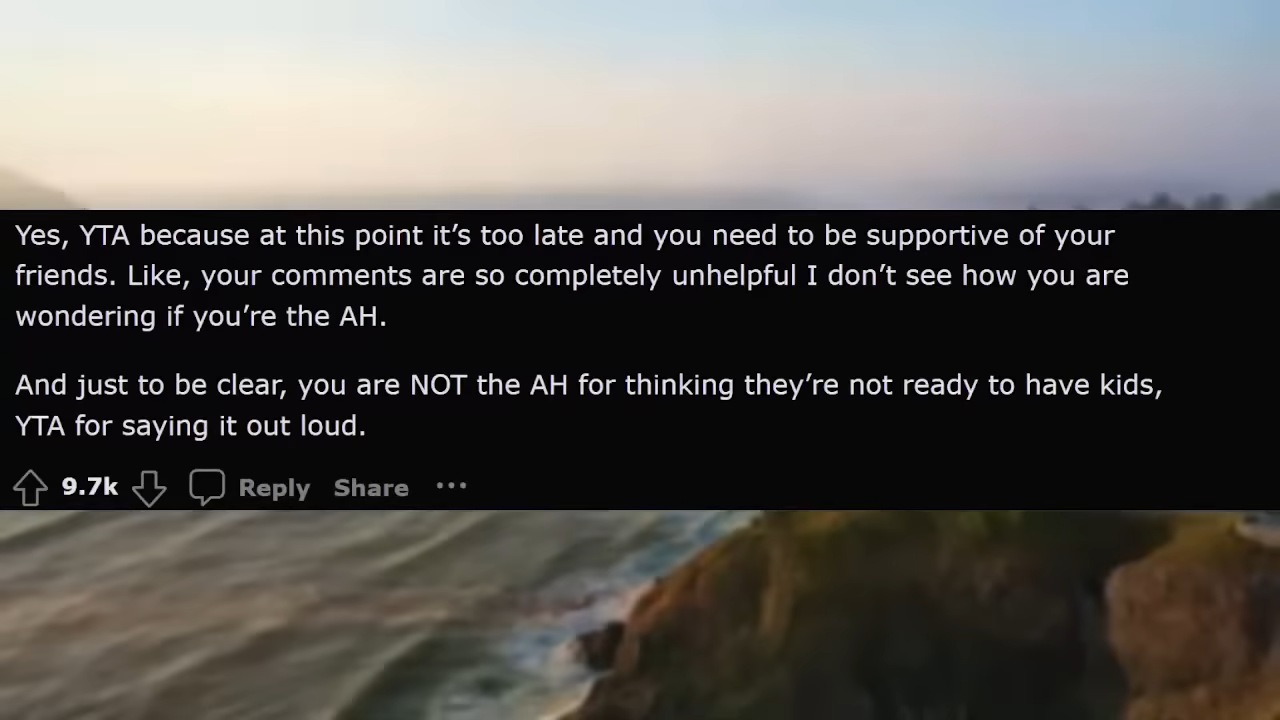 Yes, YTA because at this point it’s too late and you need to be supportive of your
friends. Like, your comments are so completely unhelpful I don’t see how you are
wondering if you’re the AH.
And just to be clear, you are NOT the AH for thinking they’re not ready to have kids,
YTA for saying it out loud.
9.7k Reply Share ···